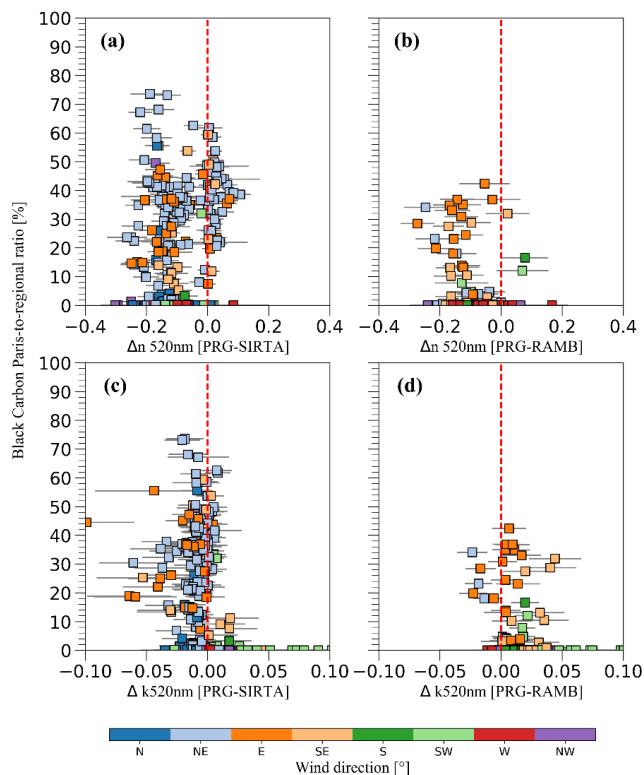 Black Carbon Paris-to-regional ratio [%]
(a)
100
90
80
70
60
50
40
30
20
10
0
-0.4 -0.2 0.0 0.2 0.4
Δn 520nm [PRG-SIRTA]
(b)
-0.4 -0.2 0.0 0.2 0.4
Δn 520nm [PRG-RAMB]
(c)
100
90
80
70
60
50
40
30
20
10
0
-0.10 -0.05 0.00 0.05 0.10
Δ k520nm [PRG-SIRTA]
(d)
-0.10 -0.05 0.00 0.05 0.10
Δ k520nm [PRG-RAMB]
N NE E SE S SW W NW
Wind direction [°]